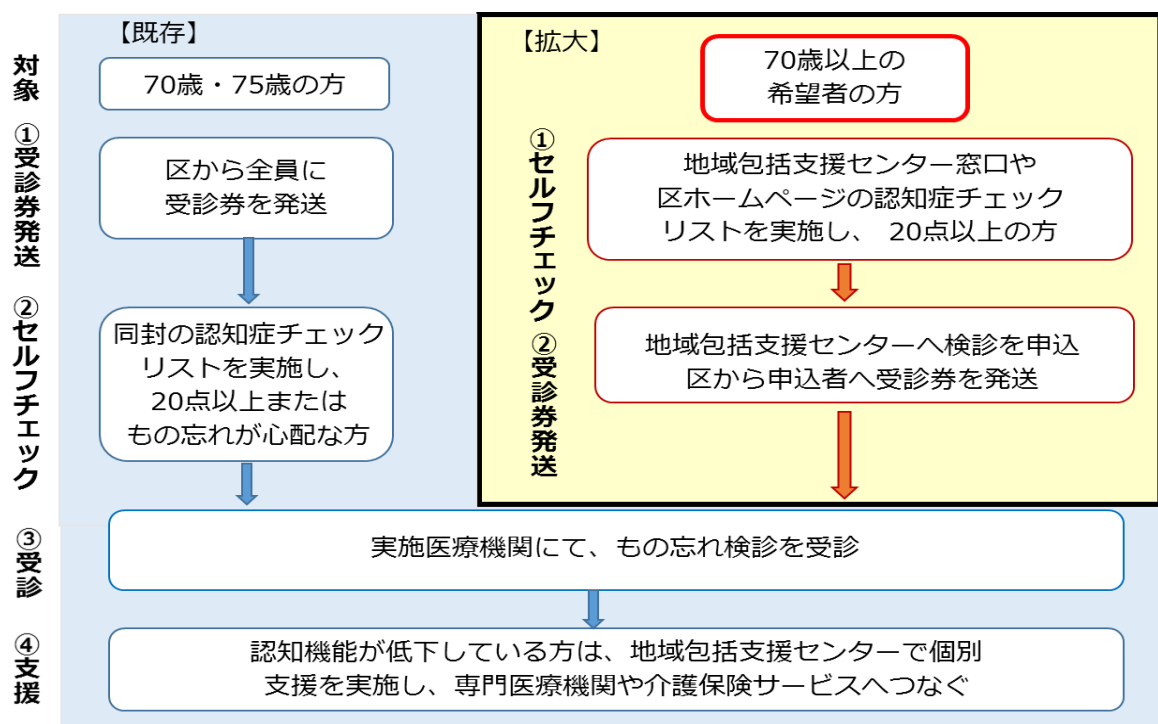 【既存】
対象
70歳・75歳の方
①受診券発送
区から全員に
受診券を発送
②セルフチェック
同封の認知症チェック
リストを実施し、
20点以上または
もの忘れが心配な方
【拡大】
70歳以上の
希望者の方
①セルフチェック
地域包括支援センター窓口や
区ホームページの認知症チェック
リストを実施し、 20点以上の方
②受診券発送
地域包括支援センターへ検診を申込
区から申込者へ受診券を発送
③受診
実施医療機関にて、もの忘れ検診を受診
④支援
認知機能が低下している方は、地域包括支援センターで個別
支援を実施し、専門医療機関や介護保険サービスへつなぐ